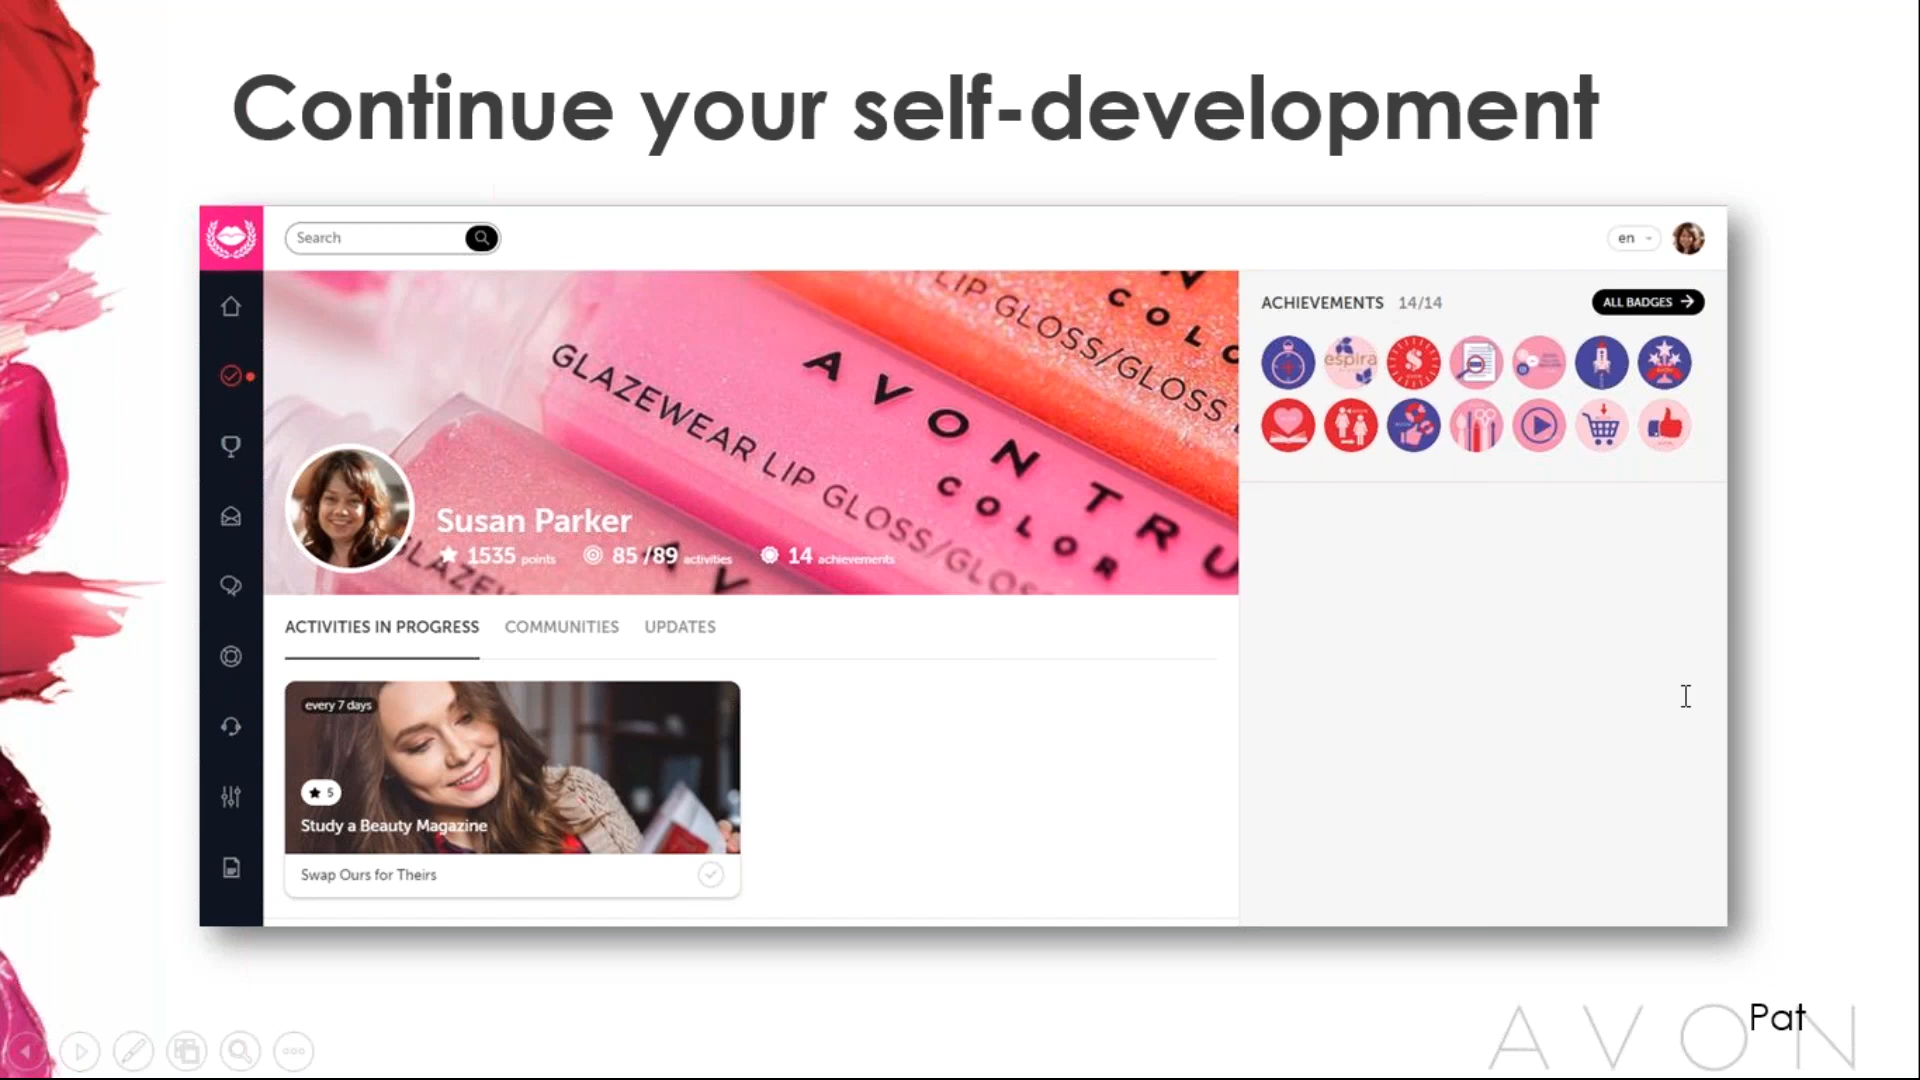 Continue your self-development
Search
en
LIP GLOSS/GLOSS
COLO
GLAZEWEAR LIP GLOSS/GLOSS
AVON TRU
COLOR
ACHIEVEMENTS 14/14
ALL BADGES
espira
Susan Parker
1535 points
85 /89 activities
14 achievements
GLAZEW
A V
ACTIVITIES IN PROGRESS
COMMUNITIES
UPDATES
every 7 days
5
Study a Beauty Magazine
Swap Ours for Theirs
AVON
Pat